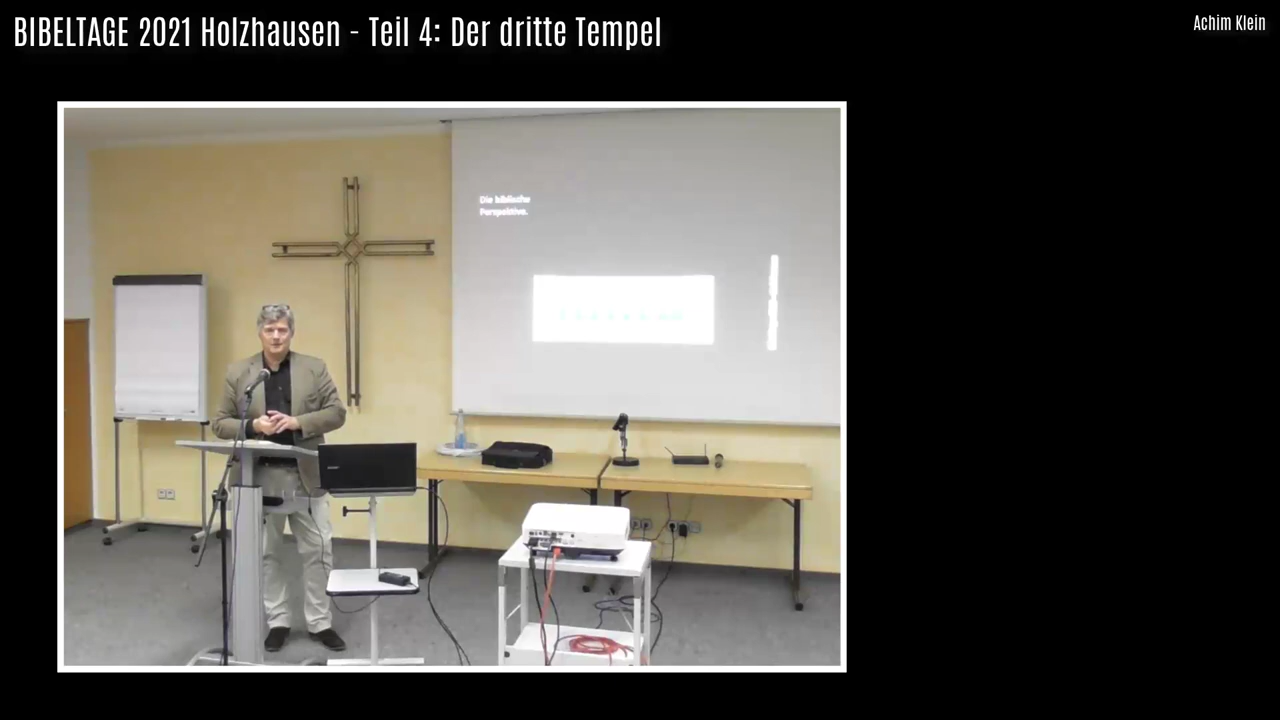 BIBELTAGE 2021 Holzhausen - Teil 4: Der dritte Tempel
Achim Klein
Die biblische
Perspektive.